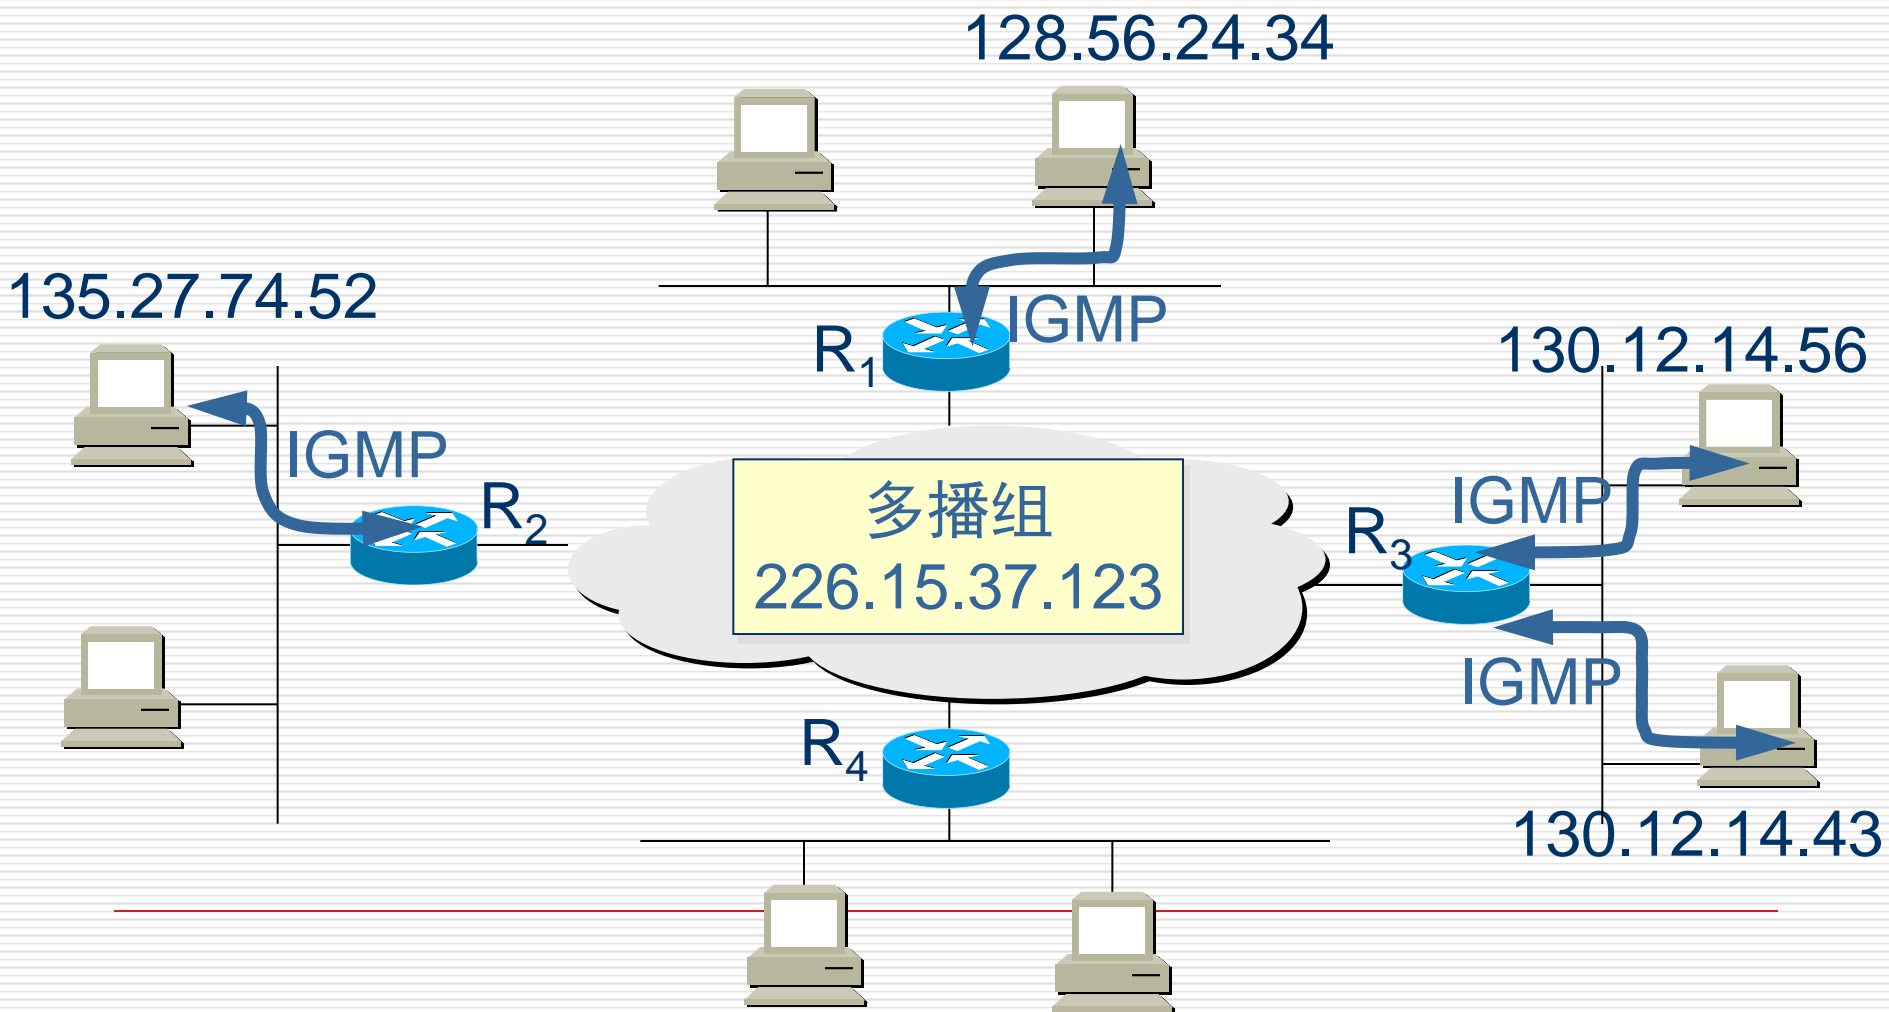 128.56.24.34
135.27.74.52
IGMP
R1
130.12.14.56
IGMP
R2
多播组
226.15.37.123
IGMP
R3
IGMP
R4
130.12.14.43